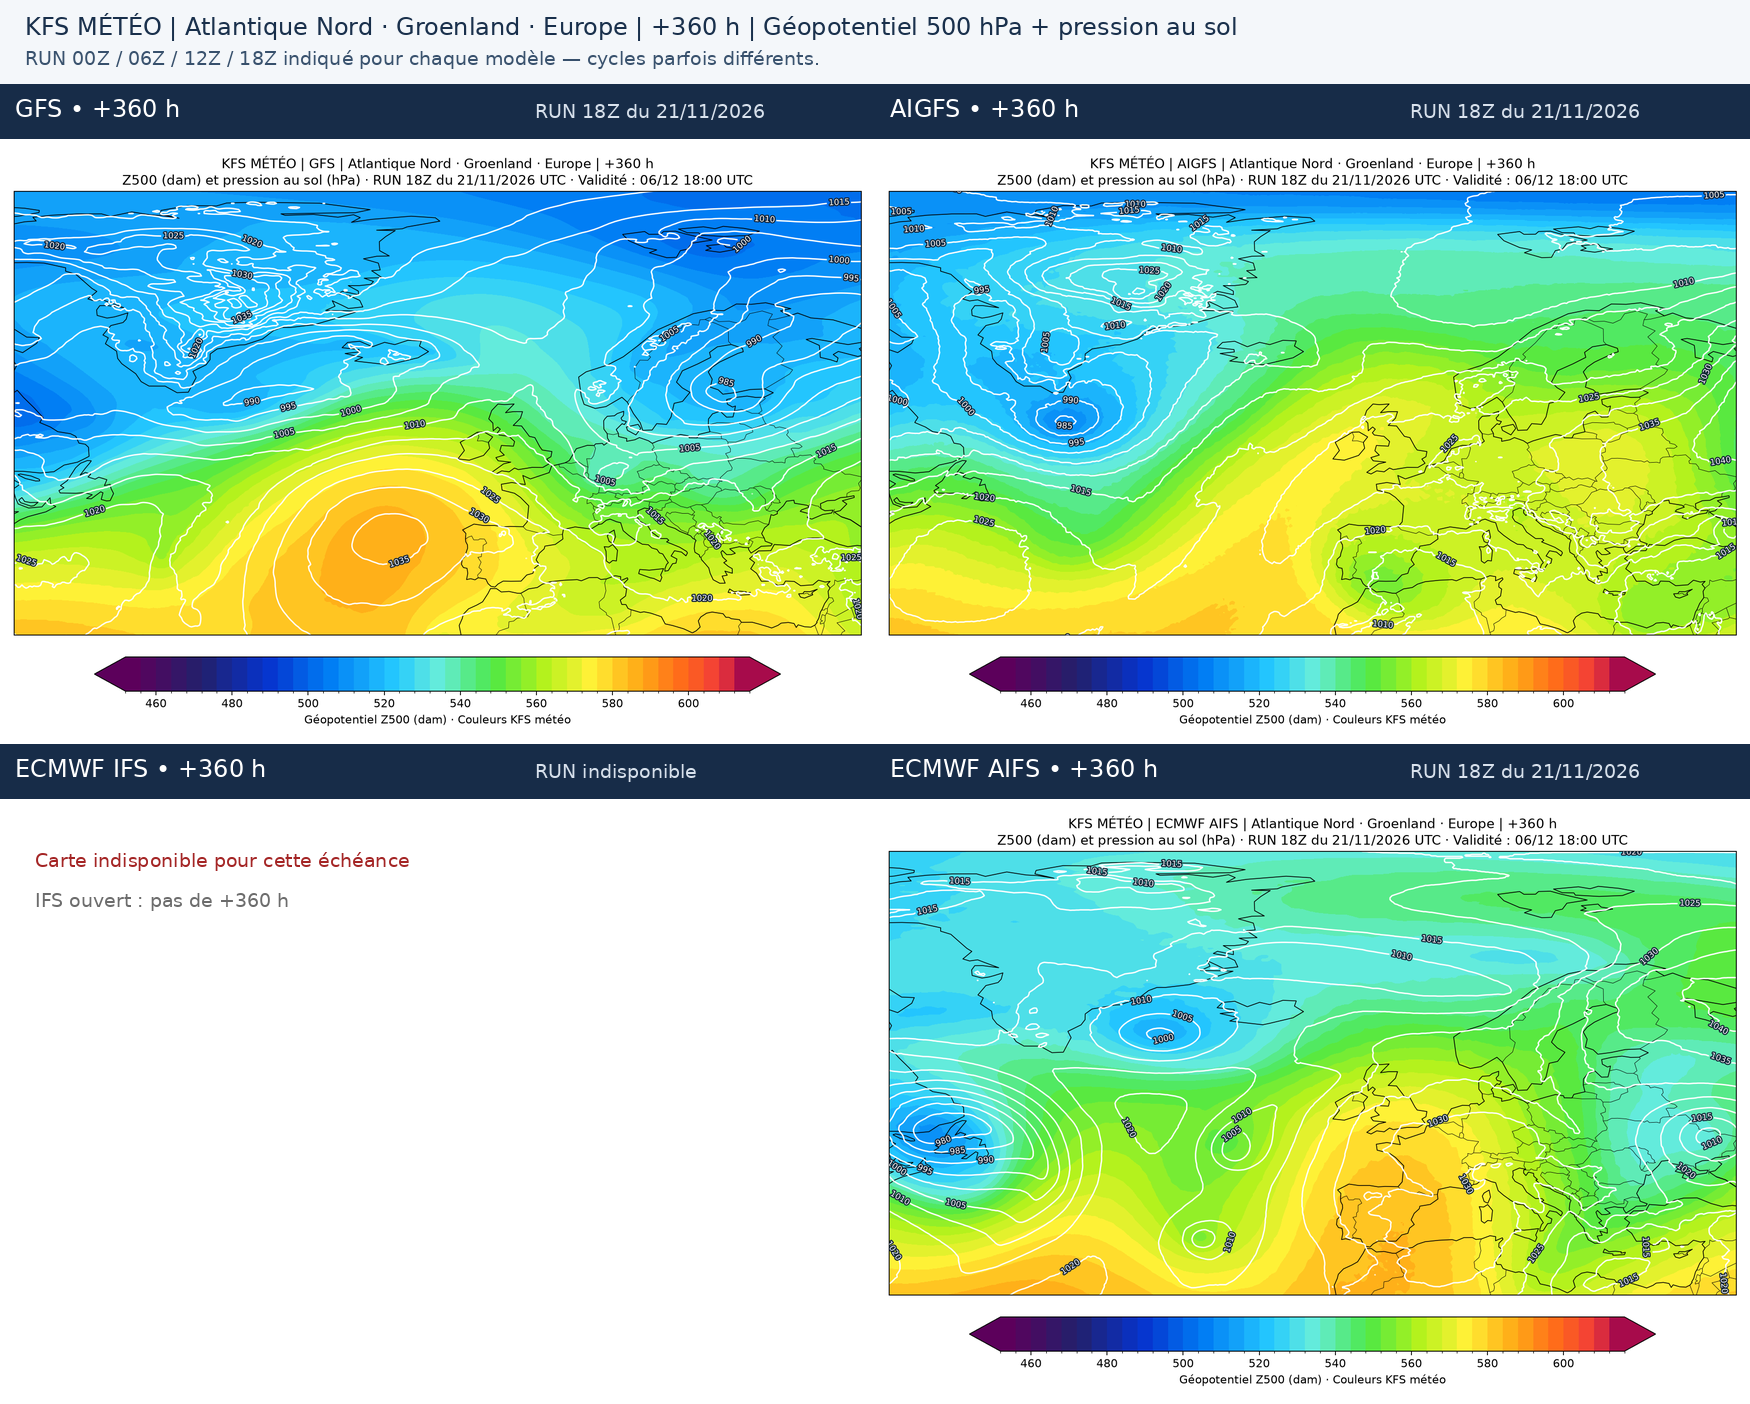 KFS MÉTÉO | Atlantique Nord · Groenland · Europe | +360 h | Géopotentiel 500 hPa + pression au sol
RUN 00Z / 06Z / 12Z / 18Z indiqué pour chaque modèle — cycles parfois différents.
GFS • +360 h
RUN 18Z du 21/11/2026
AIGFS • +360 h
RUN 18Z du 21/11/2026
KFS MÉTÉO | GFS | Atlantique Nord · Groenland · Europe | +360 h
Z500 (dam) et pression au sol (hPa) · RUN 18Z du 21/11/2026 UTC · Validité : 06/12 18:00 UTC
KFS MÉTÉO | AIGFS | Atlantique Nord · Groenland · Europe | +360 h
Z500 (dam) et pression au sol (hPa) · RUN 18Z du 21/11/2026 UTC · Validité : 06/12 18:00 UTC
460 480 500 520 540 560 580 600
Géopotentiel Z500 (dam) · Couleurs KFS météo
460 480 500 520 540 560 580 600
Géopotentiel Z500 (dam) · Couleurs KFS météo
ECMWF IFS • +360 h
RUN indisponible
ECMWF AIFS • +360 h
RUN 18Z du 21/11/2026
Carte indisponible pour cette échéance
IFS ouvert : pas de +360 h
KFS MÉTÉO | ECMWF AIFS | Atlantique Nord · Groenland · Europe | +360 h
Z500 (dam) et pression au sol (hPa) · RUN 18Z du 21/11/2026 UTC · Validité : 06/12 18:00 UTC
460 480 500 520 540 560 580 600
Géopotentiel Z500 (dam) · Couleurs KFS météo